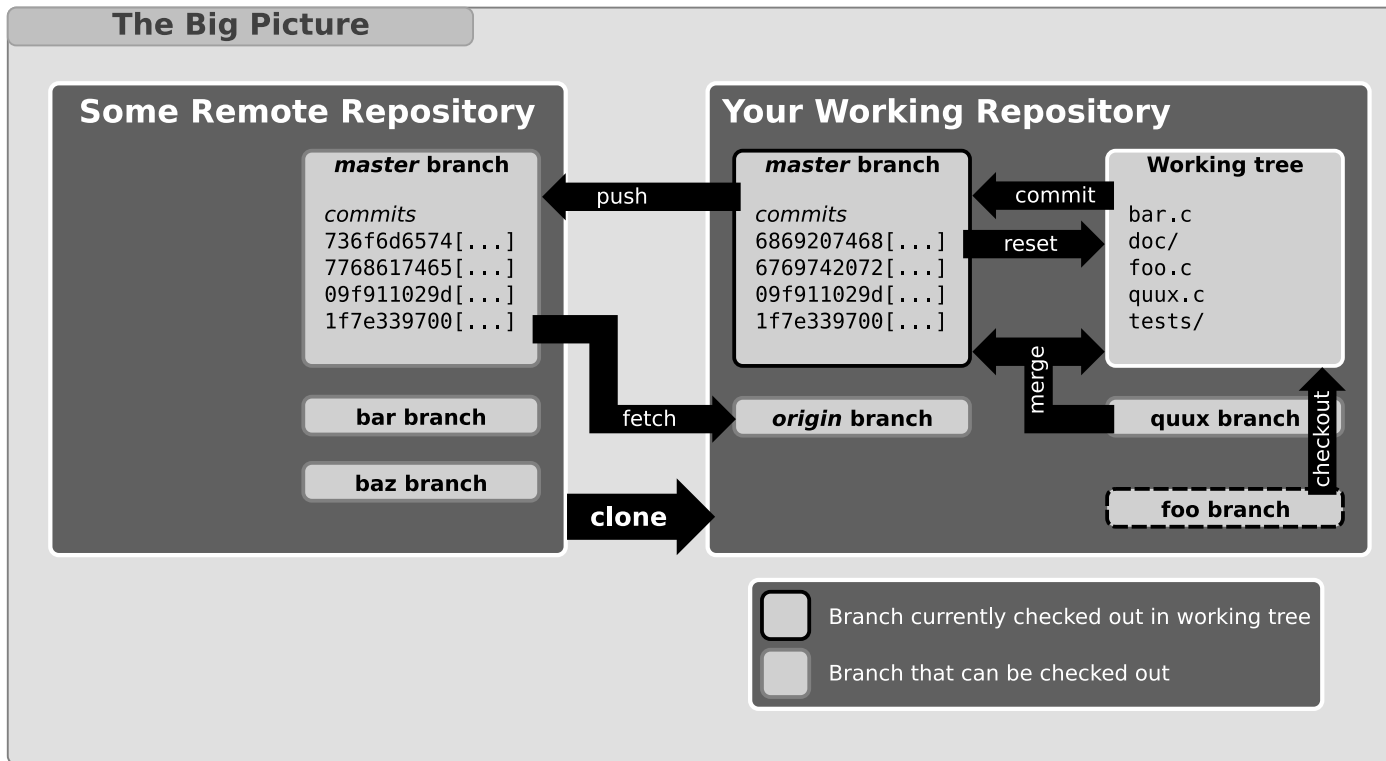 The Big Picture
Some Remote Repository
master branch
commits
736f6d6574[...]
7768617465[...]
09f911029d[...]
1f7e339700[...]
bar branch
baz branch
push
fetch
clone
Your Working Repository
master branch
commits
6869207468[...]
6769742072[...]
09f911029d[...]
1f7e339700[...]
origin branch
commit
reset
merge
Working tree
bar.c
doc/
foo.c
quux.c
tests/
quux branch
checkout
foo branch
Branch currently checked out in working tree
Branch that can be checked out